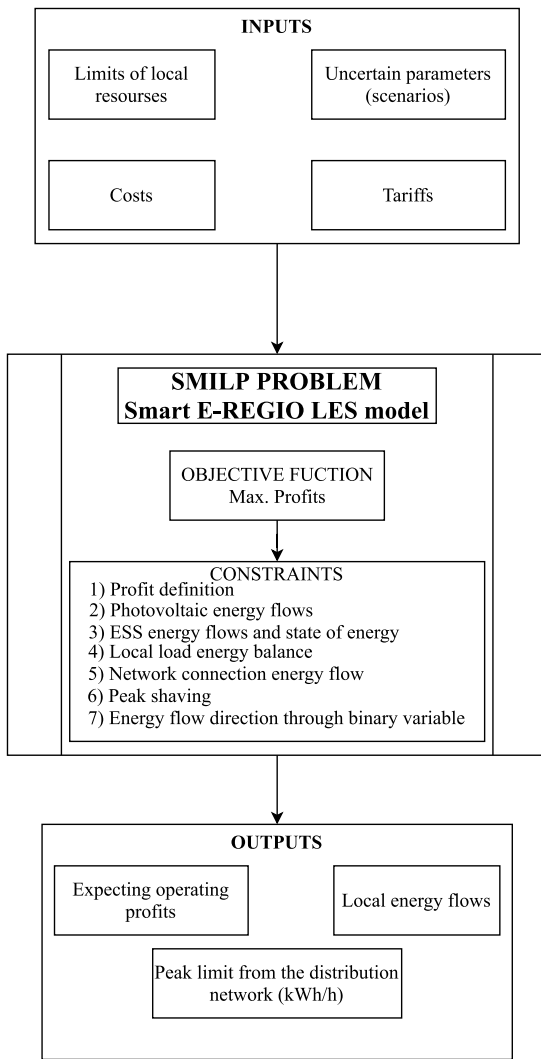 INPUTS
Limits of local
resourses
Uncertain parameters
(scenarios)
Costs
Tariffs
SMILP PROBLEM
Smart E-REGIO LES model
OBJECTIVE FUCTION
Max. Profits
CONSTRAINTS
1) Profit definition
2) Photovoltaic energy flows
3) ESS energy flows and state of energy
4) Local load energy balance
5) Network connection energy flow
6) Peak shaving
7) Energy flow direction through binary variable
OUTPUTS
Expecting operating
profits
Local energy flows
Peak limit from the distribution
network (kWh/h)